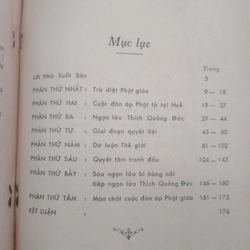 Mục lục
Trang
Lời Nhà Xuất Bản 5
PHẦN THỨ NHẤT : Trừ diệt Phật giáo 9 — 18
PHẦN THỨ HAI : Cuộc đàn áp Phật tử tại Huế 19 — 27
PHẦN THỨ BA : Ngọn lửa Thích Quảng Đức 29 — 44
PHẦN THỨ TƯ : Giai đoạn quyết liệt 45 — 60
PHẦN THỨ NĂM : Dư luận Thế giới 61 — 102
PHẦN THỨ SÁU : Quyết tâm tranh đấu 104 — 143
PHẦN THỨ BẢY : Sáu ngọn lửa bi hùng nối
tiếp ngọn lửa Thích Quảng Đức 146 — 160
PHẦN THỨ TÁM : Màn chót cuộc đàn áp Phật giáo 161 — 173
KẾT LUẬN : 174